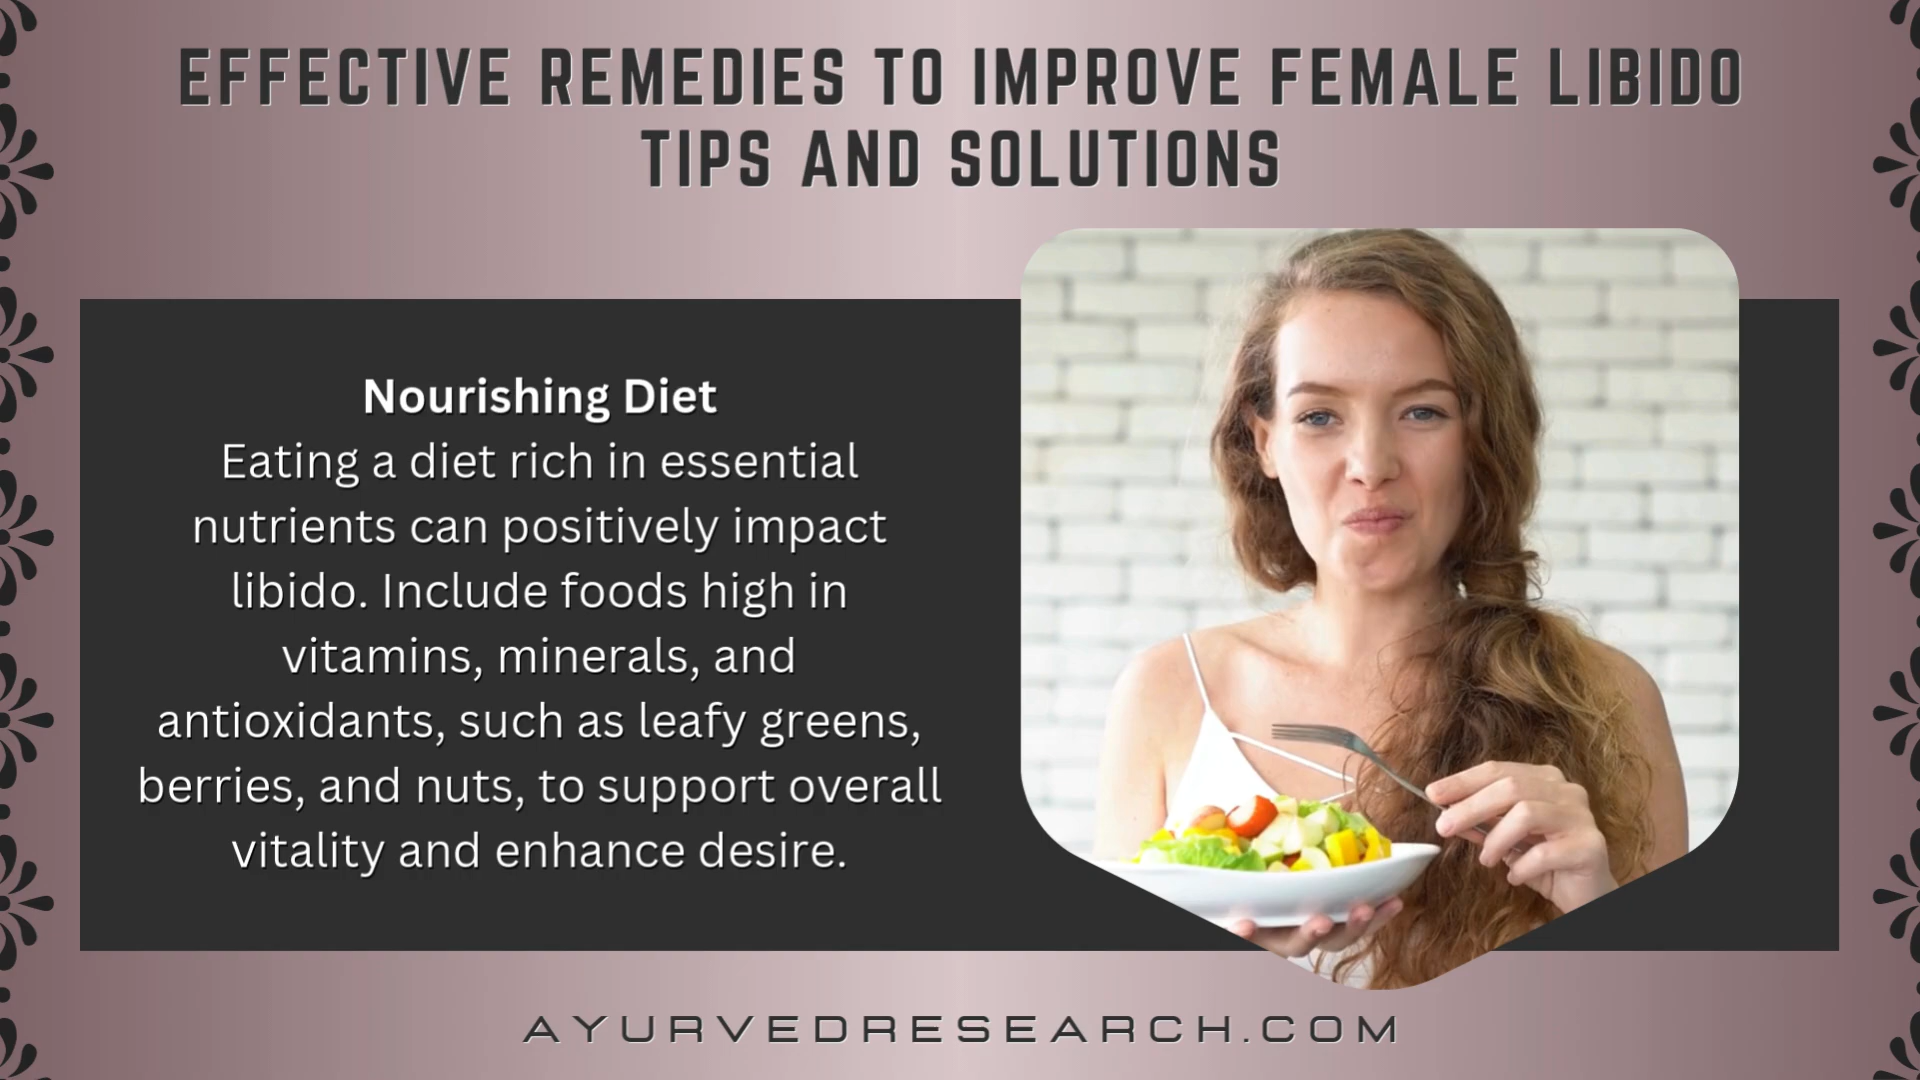 EFFECTIVE REMEDIES TO IMPROVE FEMALE LIBIDO
TIPS AND SOLUTIONS
Nourishing Diet
Eating a diet rich in essential
nutrients can positively impact
libido. Include foods high in
vitamins, minerals, and
antioxidants, such as leafy greens,
berries, and nuts, to support overall
vitality and enhance desire.
AYURVEDRESEARCH.COM